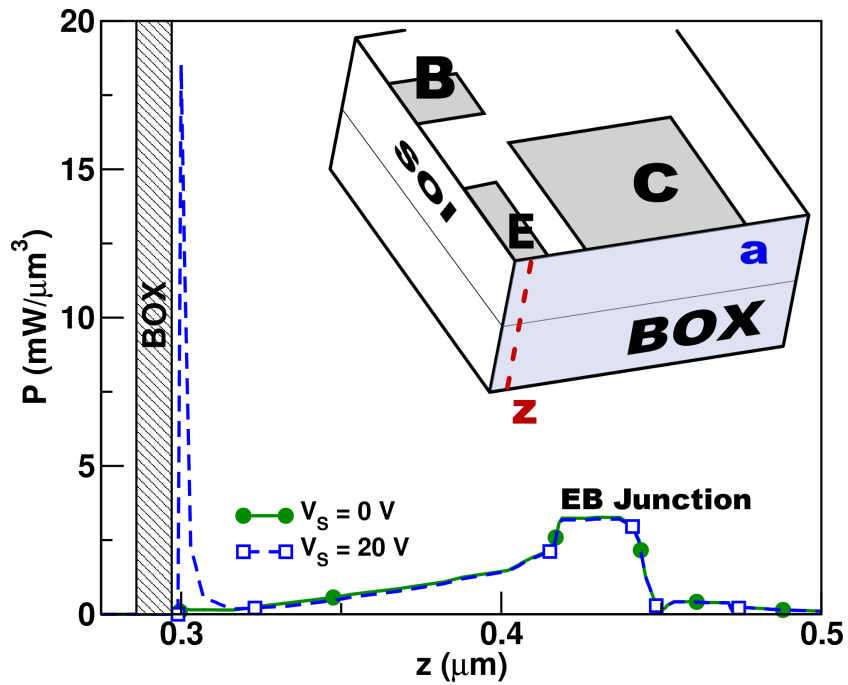 20
15
10
5
0
P (mW/μm³)
BOX
B
SOI
E
C
a
BOX
z
EB Junction
V_S = 0 V
V_S = 20 V
0.3
0.4
0.5
z (μm)